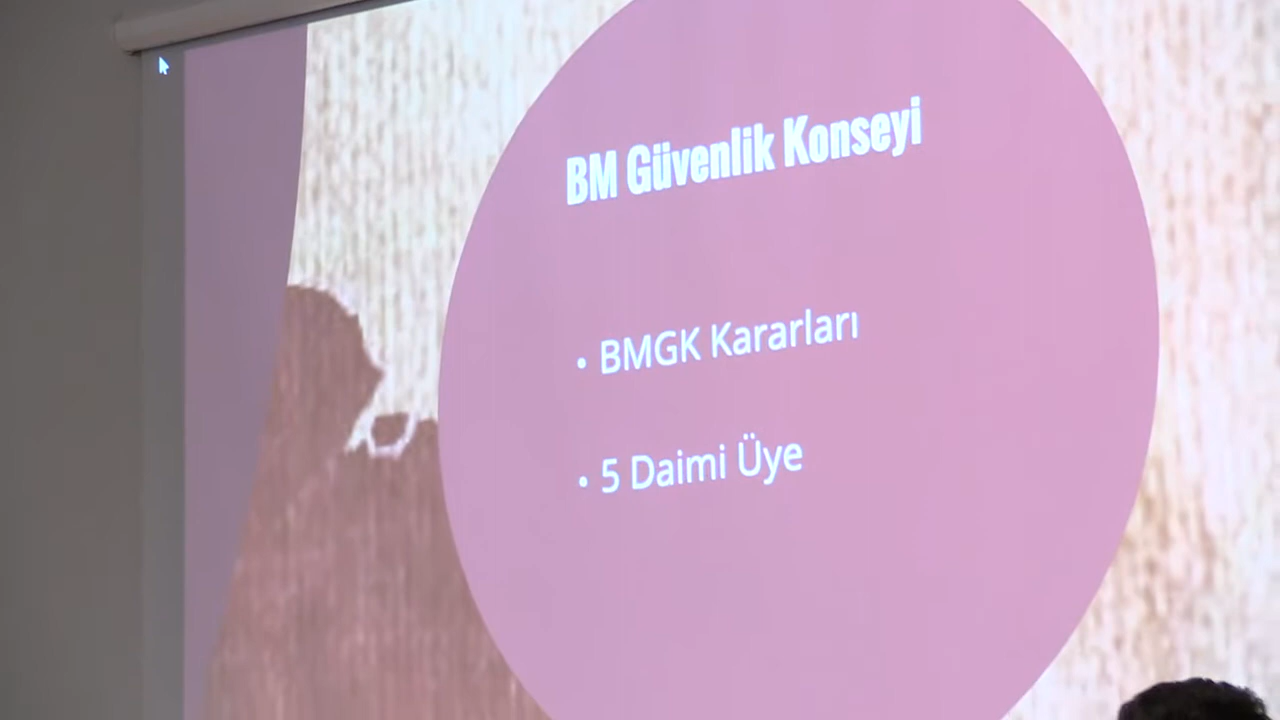 BM Güvenlik Konseyi
• BMGK Kararları
• 5 Daimi Üye